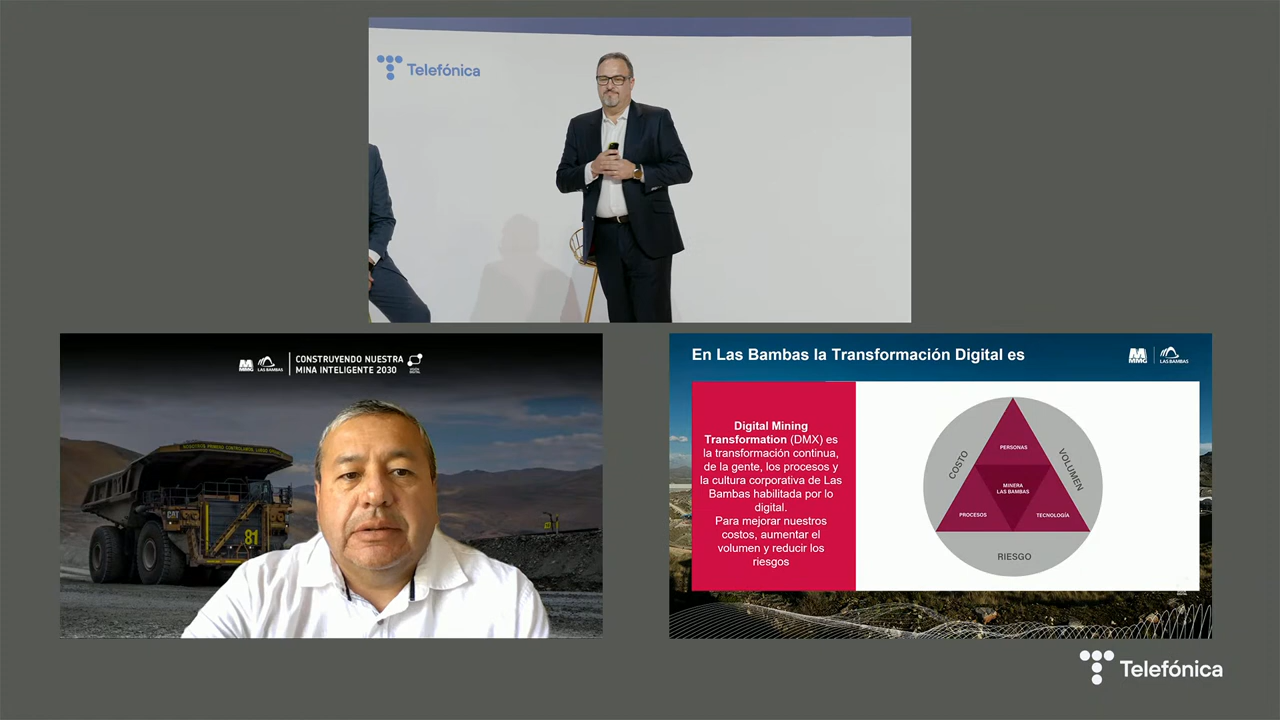 Telefónica
MMG
LAS BAMBAS
CONSTRUYENDO NUESTRA
MINA INTELIGENTE 2030
CAT
81
En Las Bambas la Transformación Digital es
MMG
LAS BAMBAS
Digital Mining
Transformation (DMX) es
la transformación continua,
de la gente, los procesos y
la cultura corporativa de Las
Bambas habilitada por lo
digital.
Para mejorar nuestros
costos, aumentar el
volumen y reducir los
riesgos
COSTO
VOLUMEN
PERSONAS
MINERA
LAS BAMBAS
PROCESOS
TECNOLOGÍA
RIESGO
Telefónica